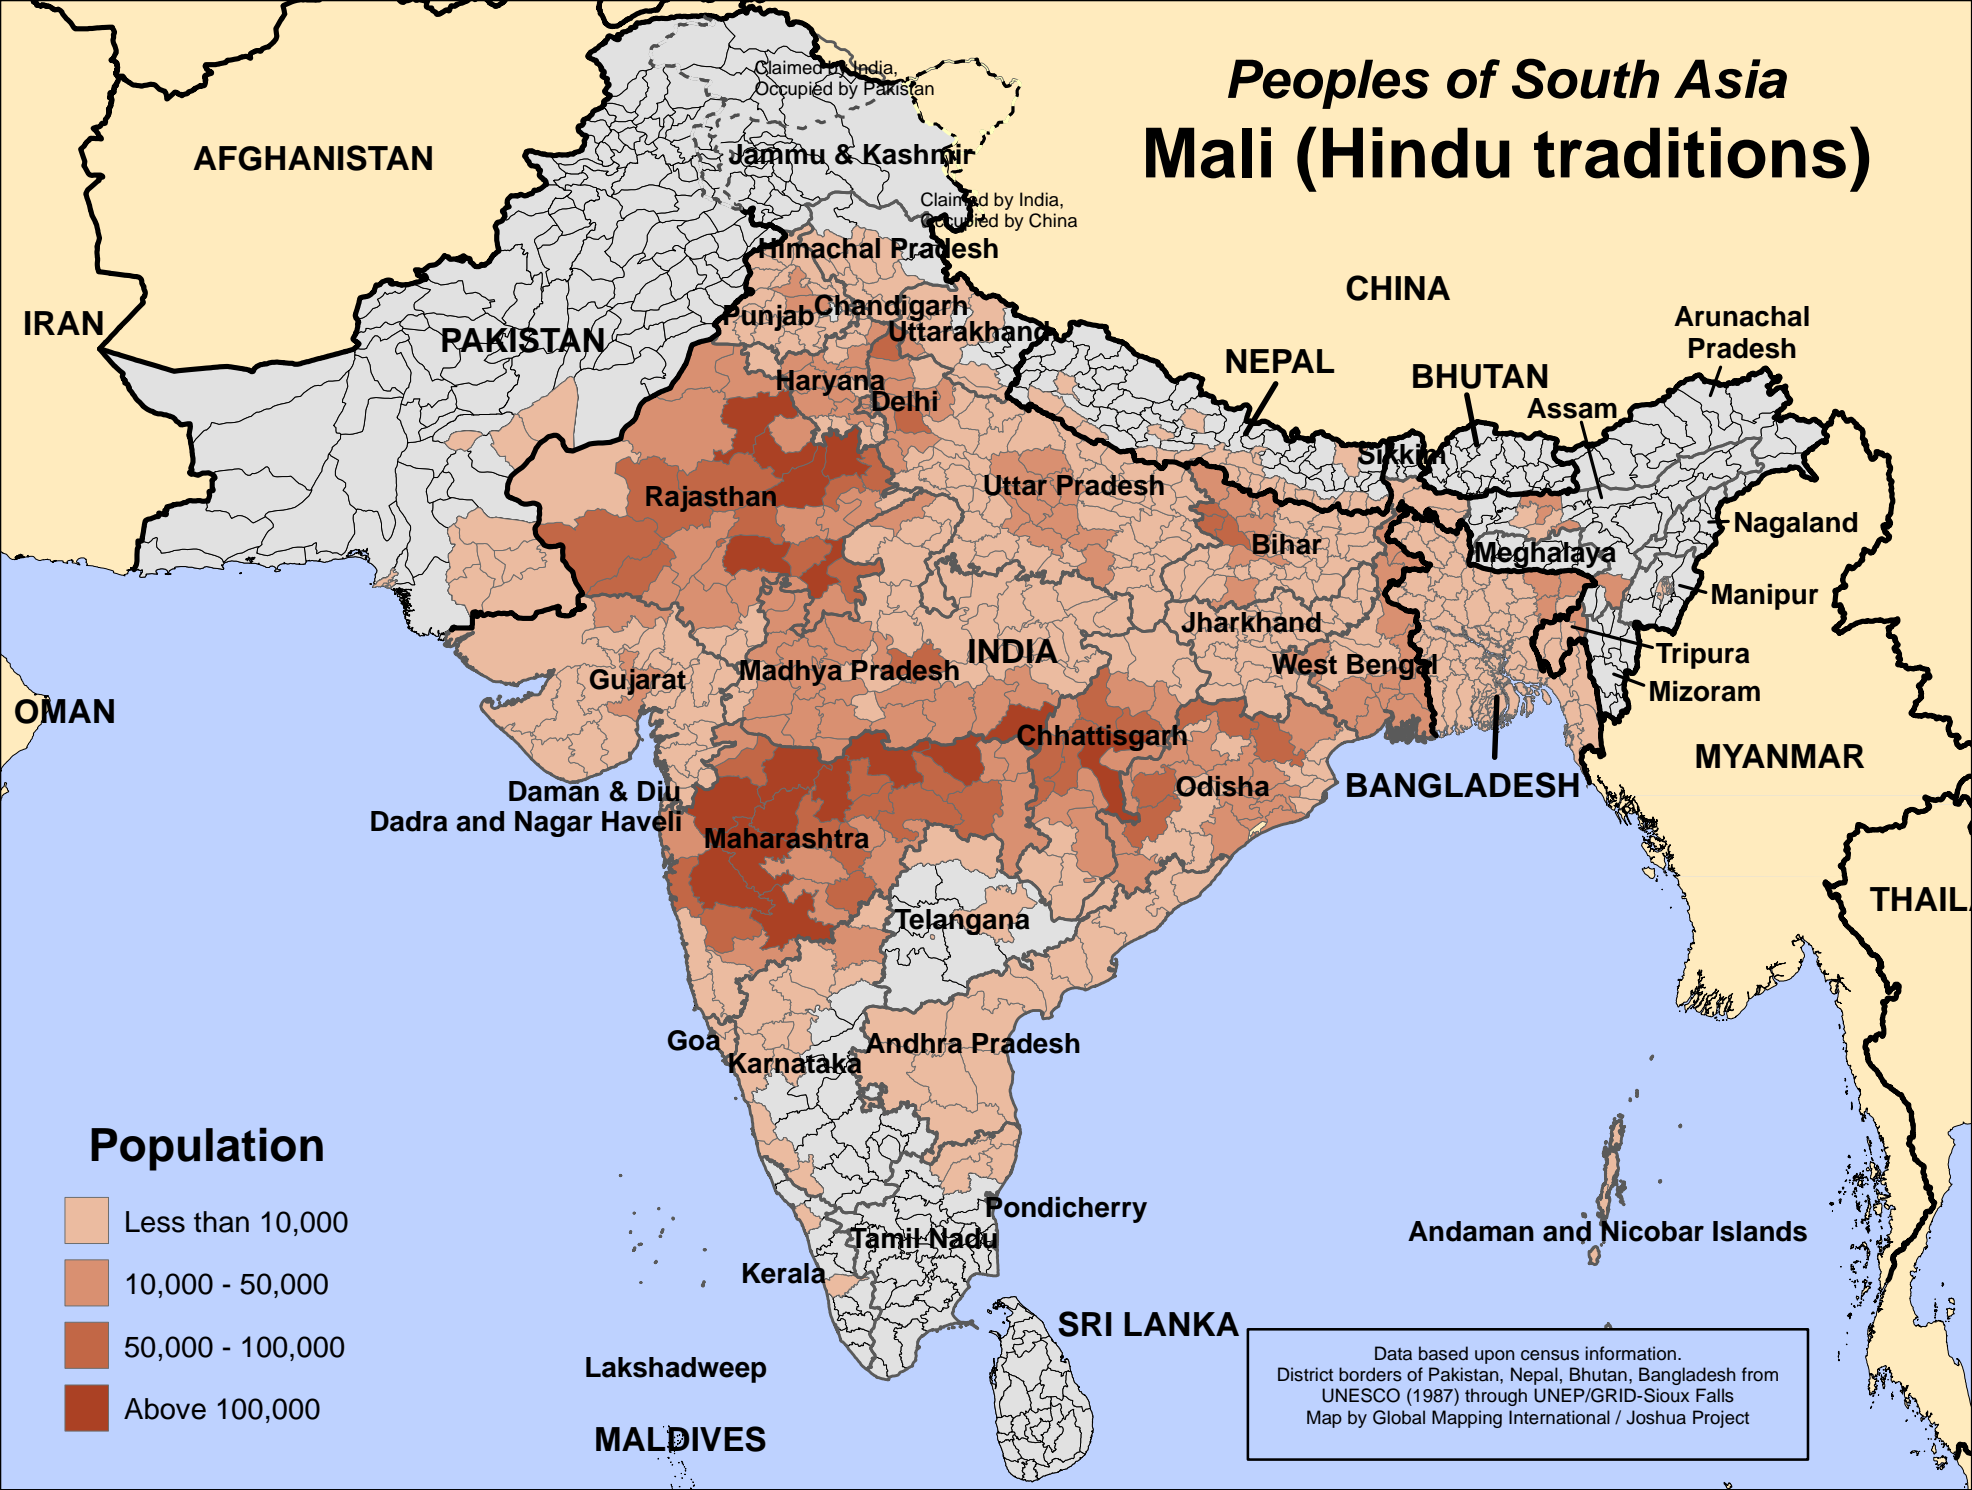 Peoples of South Asia
Mali (Hindu traditions)
Claimed by India,
Occupied by Pakistan
AFGHANISTAN
Jammu & Kashmir
Claimed by India,
Occupied by China
Himachal Pradesh
CHINA
IRAN
PAKISTAN
Punjab
Chandigarh
Uttarakhand
Arunachal
Pradesh
NEPAL
BHUTAN
Haryana
Delhi
Assam
Sikkim
Rajasthan
Uttar Pradesh
Nagaland
Bihar
Meghalaya
Manipur
Jharkhand
INDIA
Tripura
West Bengal
Madhya Pradesh
Gujarat
Mizoram
OMAN
Chhattisgarh
MYANMAR
Odisha
BANGLADESH
Daman & Diu
Dadra and Nagar Haveli
Maharashtra
THAIL
Telangana
Goa
Andhra Pradesh
Karnataka
Pondicherry
Andaman and Nicobar Islands
Tamil Nadu
Kerala
SRI LANKA
Lakshadweep
MALDIVES
Population
Less than 10,000
10,000 - 50,000
50,000 - 100,000
Above 100,000
Data based upon census information.
District borders of Pakistan, Nepal, Bhutan, Bangladesh from
UNESCO (1987) through UNEP/GRID-Sioux Falls
Map by Global Mapping International / Joshua Project